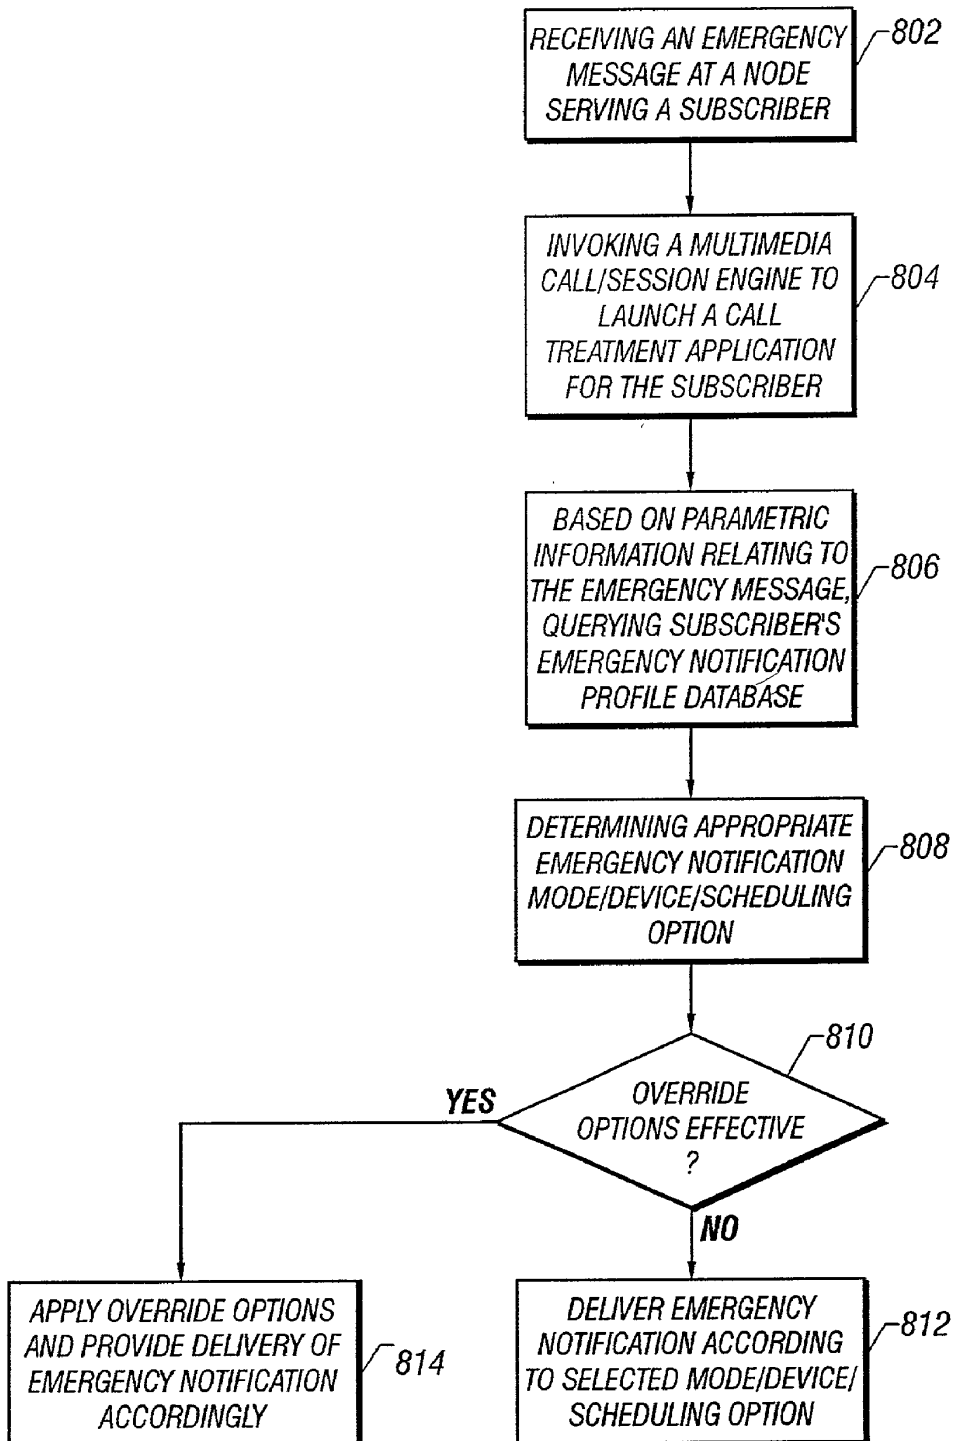 RECEIVING AN EMERGENCY
MESSAGE AT A NODE
SERVING A SUBSCRIBER
802
INVOKING A MULTIMEDIA
CALL/SESSION ENGINE TO
LAUNCH A CALL
TREATMENT APPLICATION
FOR THE SUBSCRIBER
804
BASED ON PARAMETRIC
INFORMATION RELATING TO
THE EMERGENCY MESSAGE,
QUERYING SUBSCRIBER'S
EMERGENCY NOTIFICATION
PROFILE DATABASE
806
DETERMINING APPROPRIATE
EMERGENCY NOTIFICATION
MODE/DEVICE/SCHEDULING
OPTION
808
810
OVERRIDE
OPTIONS EFFECTIVE
?
YES
NO
APPLY OVERRIDE OPTIONS
AND PROVIDE DELIVERY OF
EMERGENCY NOTIFICATION
ACCORDINGLY
814
DELIVER EMERGENCY
NOTIFICATION ACCORDING
TO SELECTED MODE/DEVICE/
SCHEDULING OPTION
812